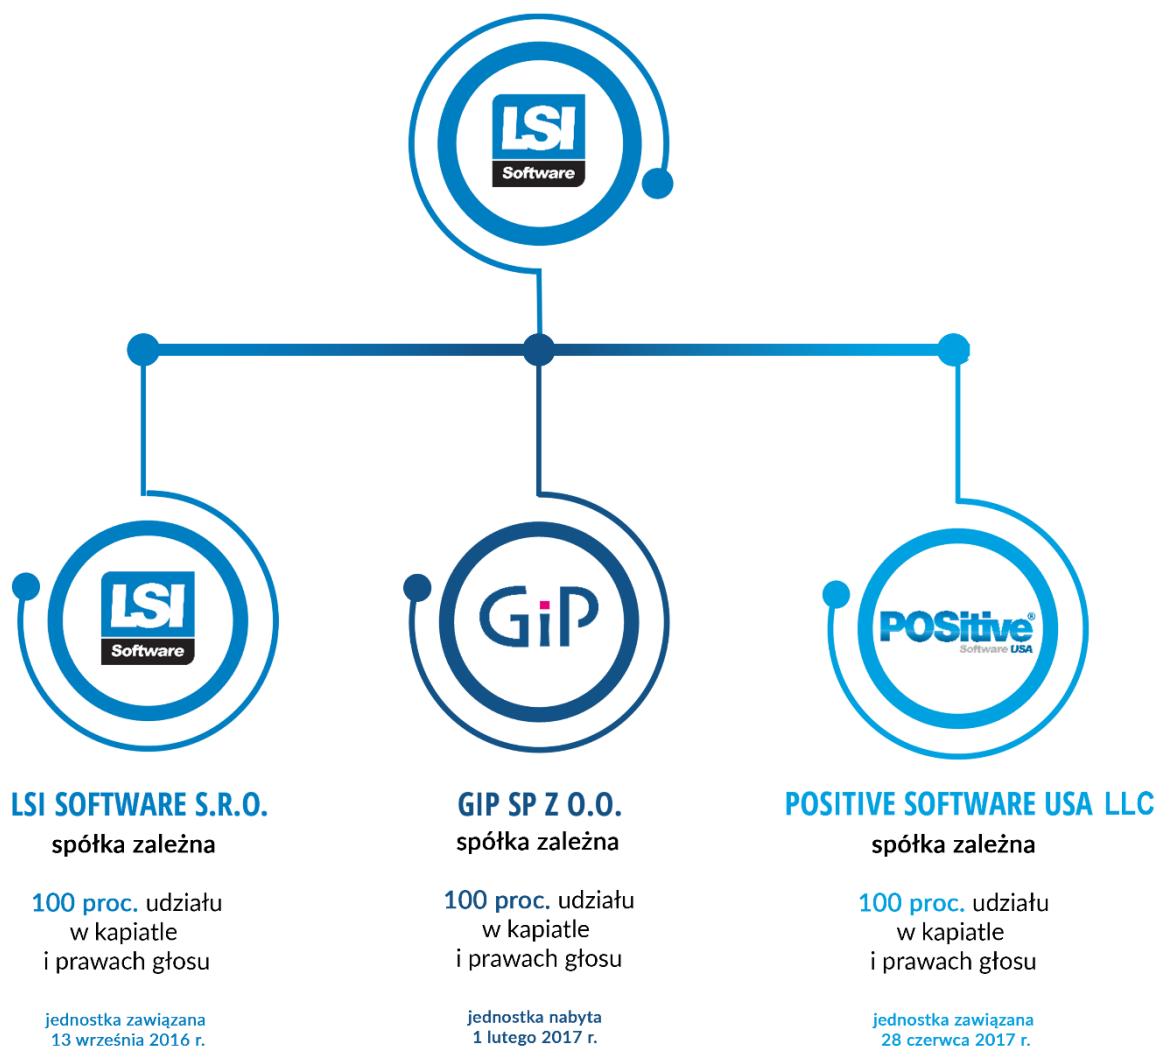 LSI
Software
LSI
Software
GiP
POSitive®
Software USA
LSI SOFTWARE S.R.O.
spółka zależna
100 proc. udziału
w kapiatle
i prawach głosu
jednostka zawiązana
13 września 2016 r.
GIP SP Z O.O.
spółka zależna
100 proc. udziału
w kapiatle
i prawach głosu
jednostka nabyta
1 lutego 2017 r.
POSITIVE SOFTWARE USA LLC
spółka zależna
100 proc. udziału
w kapiatle
i prawach głosu
jednostka zawiązana
28 czerwca 2017 r.